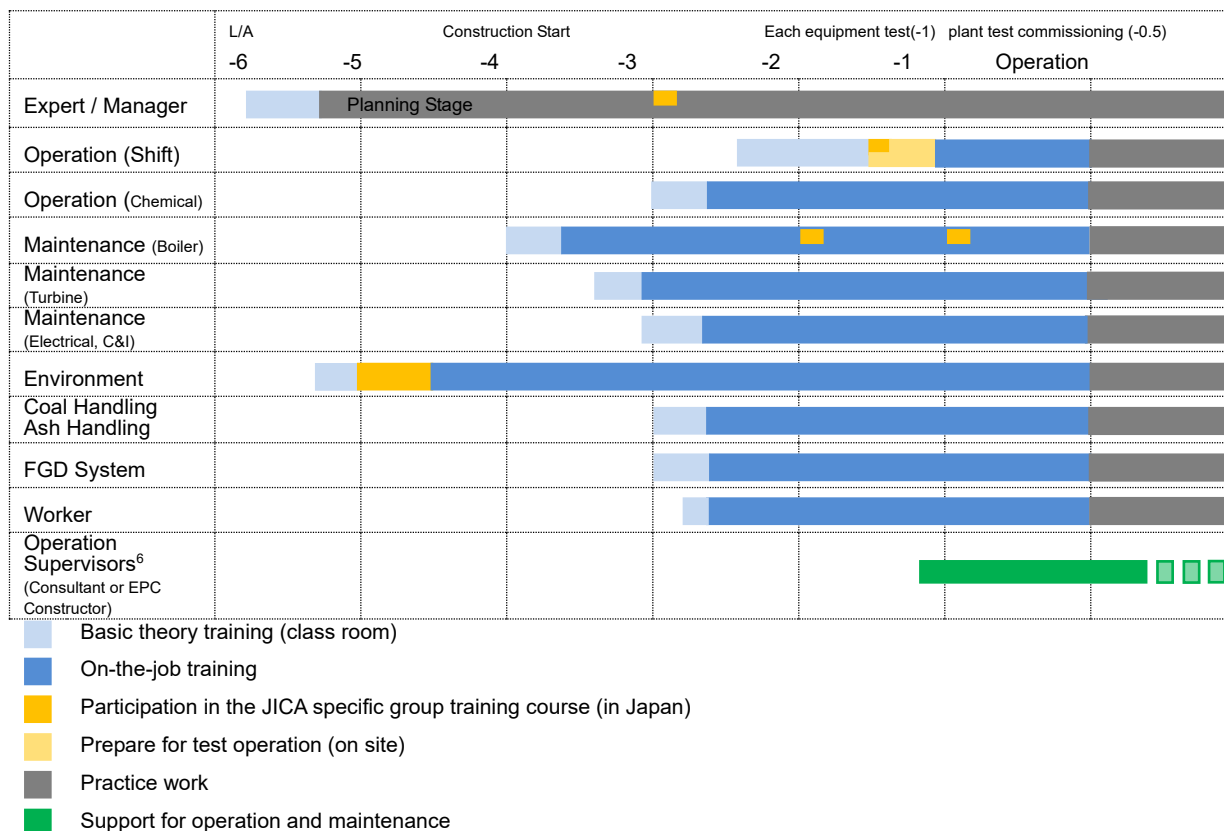 L/A Construction Start Each equipment test(-1) plant test commissioning (-0.5)
-6 -5 -4 -3 -2 -1 Operation
Expert / Manager
Planning Stage
Operation (Shift)
Operation (Chemical)
Maintenance (Boiler)
Maintenance
(Turbine)
Maintenance
(Electrical, C&I)
Environment
Coal Handling
Ash Handling
FGD System
Worker
Operation
Supervisors⁶
(Consultant or EPC
Constructor)
Basic theory training (class room)
On-the-job training
Participation in the JICA specific group training course (in Japan)
Prepare for test operation (on site)
Practice work
Support for operation and maintenance